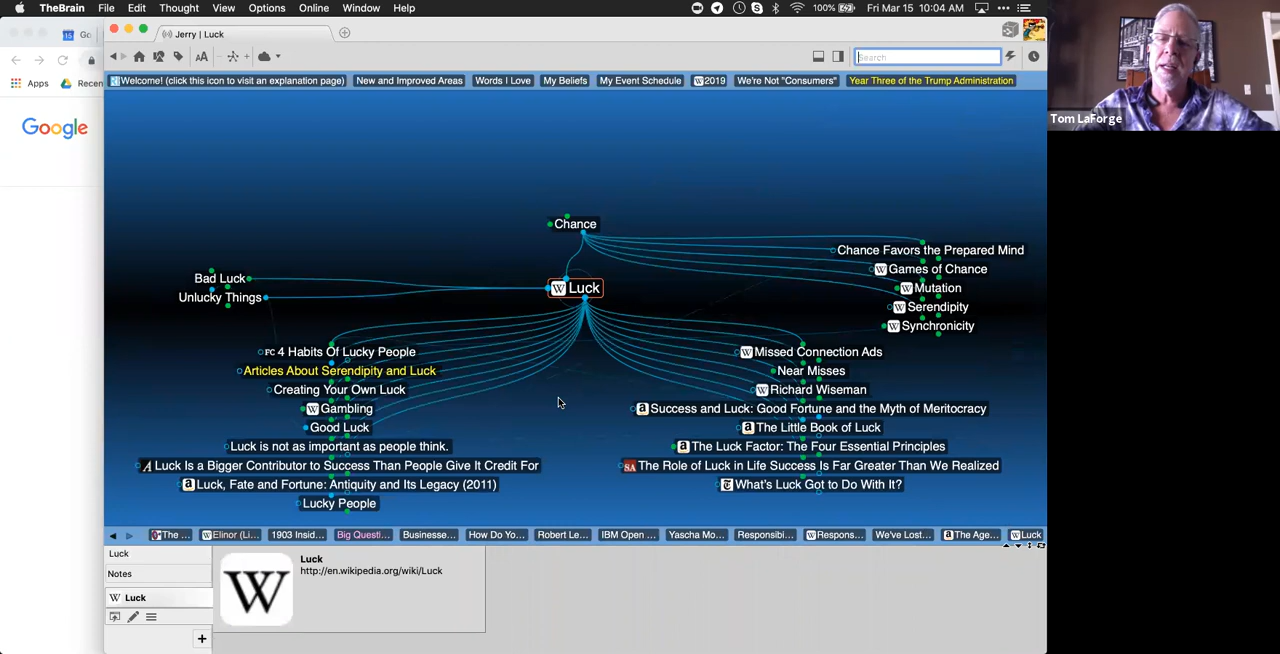 TheBrain File Edit Thought View Options Online Window Help
100% Fri Mar 15 10:04 AM
15
Jerry | Luck
AA
Search
Apps
Welcome! (click this icon to visit an explanation page)
New and Improved Areas
Words I Love
My Beliefs
My Event Schedule
W 2019
We're Not "Consumers"
Year Three of the Trump Administration
Google
Tom LaForge
Chance
W Luck
Bad Luck
Unlucky Things
Chance Favors the Prepared Mind
W Games of Chance
W Mutation
W Serendipity
W Synchronicity
FC 4 Habits Of Lucky People
Articles About Serendipity and Luck
Creating Your Own Luck
W Gambling
Good Luck
Luck is not as important as people think.
A Luck Is a Bigger Contributor to Success Than People Give It Credit For
a Luck, Fate and Fortune: Antiquity and Its Legacy (2011)
Lucky People
W Missed Connection Ads
Near Misses
W Richard Wiseman
a Success and Luck: Good Fortune and the Myth of Meritocracy
a The Little Book of Luck
a The Luck Factor: The Four Essential Principles
SA The Role of Luck in Life Success Is Far Greater Than We Realized
T What's Luck Got to Do With It?
The ...
W Elinor (Li...
1903 Insid...
Big Questi...
Businesse...
How Do Yo...
Robert Le...
IBM Open ...
Yascha Mo...
Responsibi...
W Respons...
We've Lost...
a The Age...
W Luck
Luck
Notes
W Luck
W
Luck
http://en.wikipedia.org/wiki/Luck